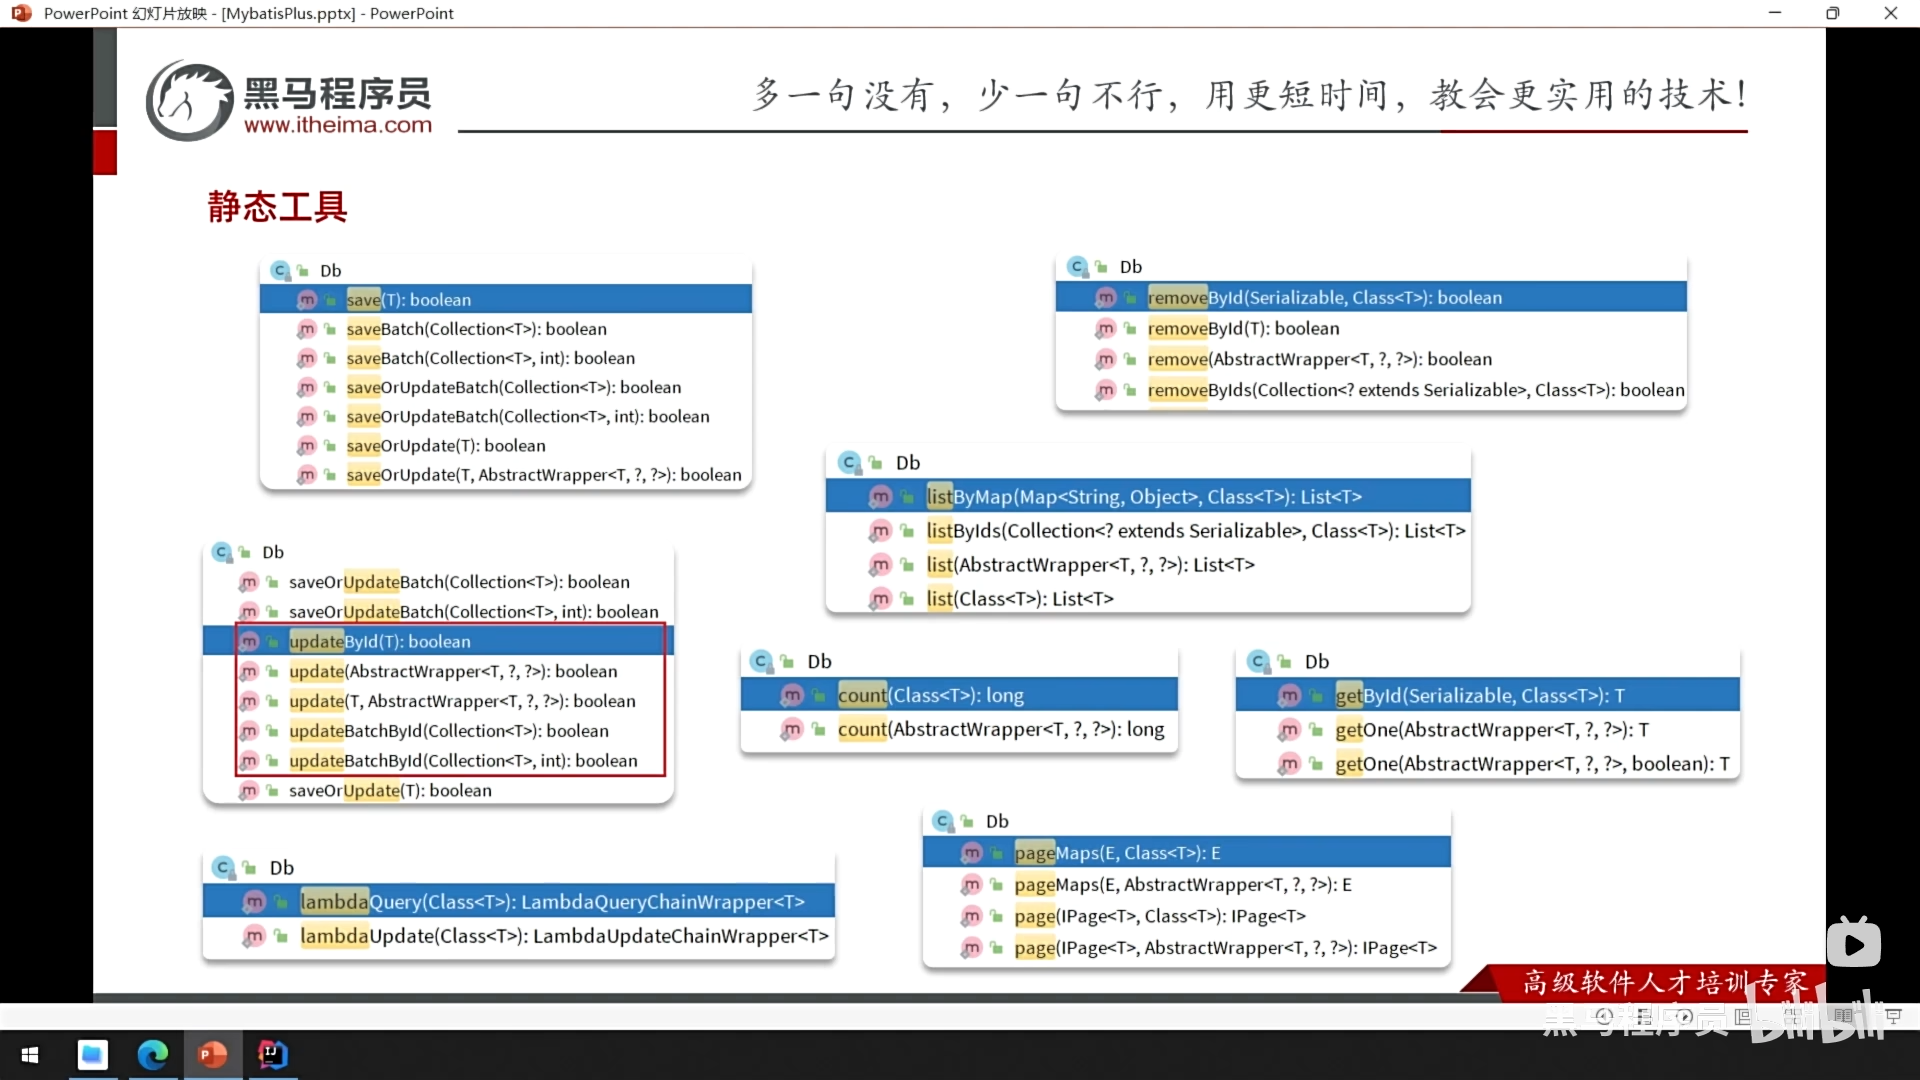 PowerPoint 幻灯片放映 - [MybatisPlus.pptx] - PowerPoint
黑马程序员
www.itheima.com
多一句没有，少一句不行，用更短时间，教会更实用的技术！
静态工具
Db
save(T): boolean
saveBatch(Collection<T>): boolean
saveBatch(Collection<T>, int): boolean
saveOrUpdateBatch(Collection<T>): boolean
saveOrUpdateBatch(Collection<T>, int): boolean
saveOrUpdate(T): boolean
saveOrUpdate(T, AbstractWrapper<T, ?, ?>): boolean
Db
removeById(Serializable, Class<T>): boolean
removeById(T): boolean
remove(AbstractWrapper<T, ?, ?>): boolean
removeByIds(Collection<? extends Serializable>, Class<T>): boolean
Db
listByMap(Map<String, Object>, Class<T>): List<T>
listByIds(Collection<? extends Serializable>, Class<T>): List<T>
list(AbstractWrapper<T, ?, ?>): List<T>
list(Class<T>): List<T>
Db
saveOrUpdateBatch(Collection<T>): boolean
saveOrUpdateBatch(Collection<T>, int): boolean
updateById(T): boolean
update(AbstractWrapper<T, ?, ?>): boolean
update(T, AbstractWrapper<T, ?, ?>): boolean
updateBatchById(Collection<T>): boolean
updateBatchById(Collection<T>, int): boolean
saveOrUpdate(T): boolean
Db
count(Class<T>): long
count(AbstractWrapper<T, ?, ?>): long
Db
getById(Serializable, Class<T>): T
getOne(AbstractWrapper<T, ?, ?>): T
getOne(AbstractWrapper<T, ?, ?>, boolean): T
Db
lambdaQuery(Class<T>): LambdaQueryChainWrapper<T>
lambdaUpdate(Class<T>): LambdaUpdateChainWrapper<T>
Db
pageMaps(E, Class<T>): E
pageMaps(E, AbstractWrapper<T, ?, ?>): E
page(IPage<T>, Class<T>): IPage<T>
page(IPage<T>, AbstractWrapper<T, ?, ?>): IPage<T>
高级软件人才培训专家
黑马程序员 bilibili